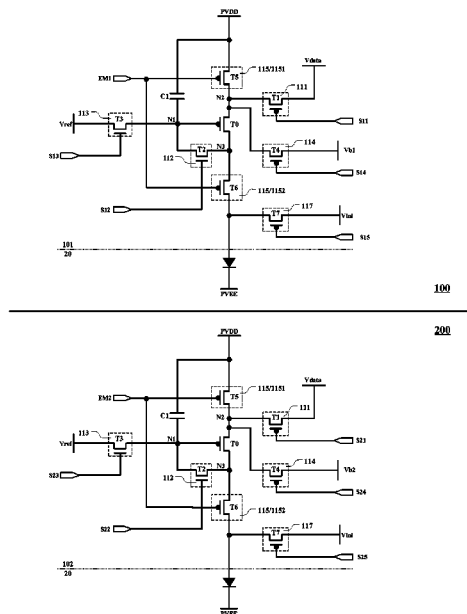 PVDD
EM1
T5
115/1151
Vdata
C1
N2
T1
111
S11
113
T3
Vref
N1
T0
S13
T2
N3
112
T4
114
Vb1
S14
T6
115/1152
S12
T7
117
Vini
S15
101
20
PVEE
100
200
PVDD
EM2
T5
115/1151
Vdata
C1
N2
T1
111
S21
113
T3
Vref
N1
T0
S23
T2
N3
112
T4
114
Vb2
S24
T6
115/1152
S22
T7
117
Vini
S25
102
20
PVEE